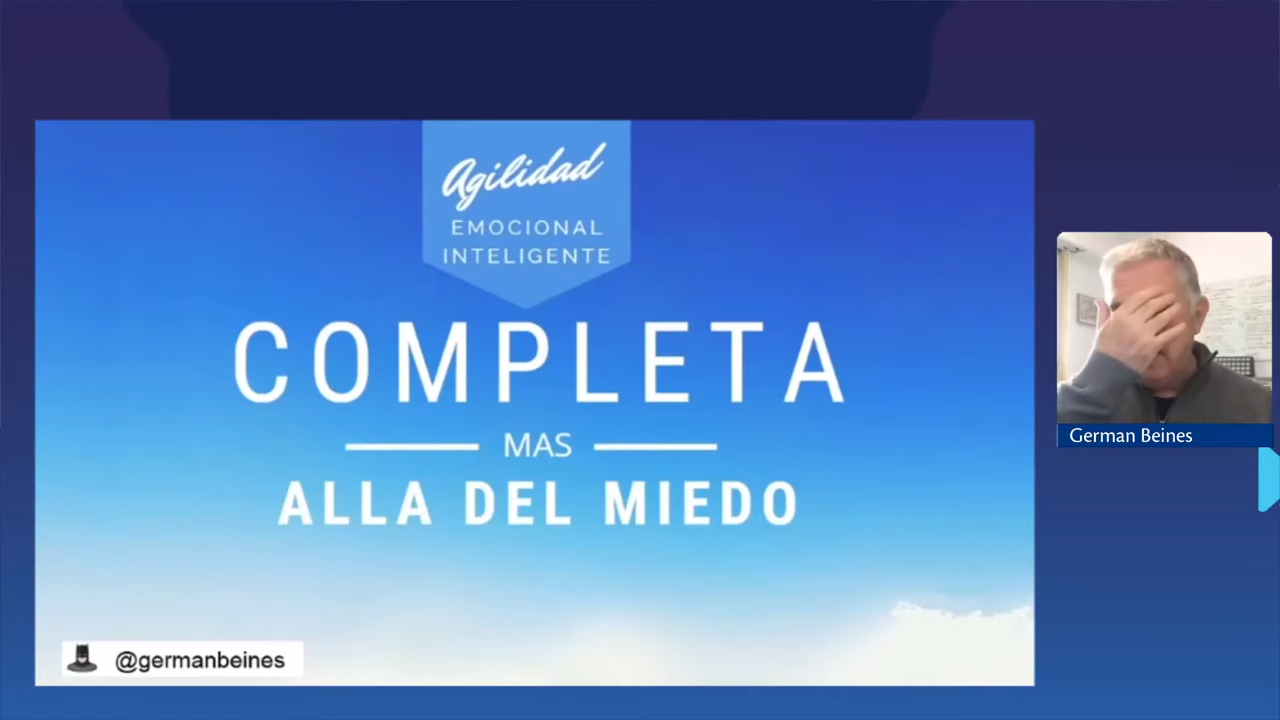 Agilidad
EMOCIONAL
INTELIGENTE
COMPLETA
MAS
ALLA DEL MIEDO
@germanbeines
German Beines